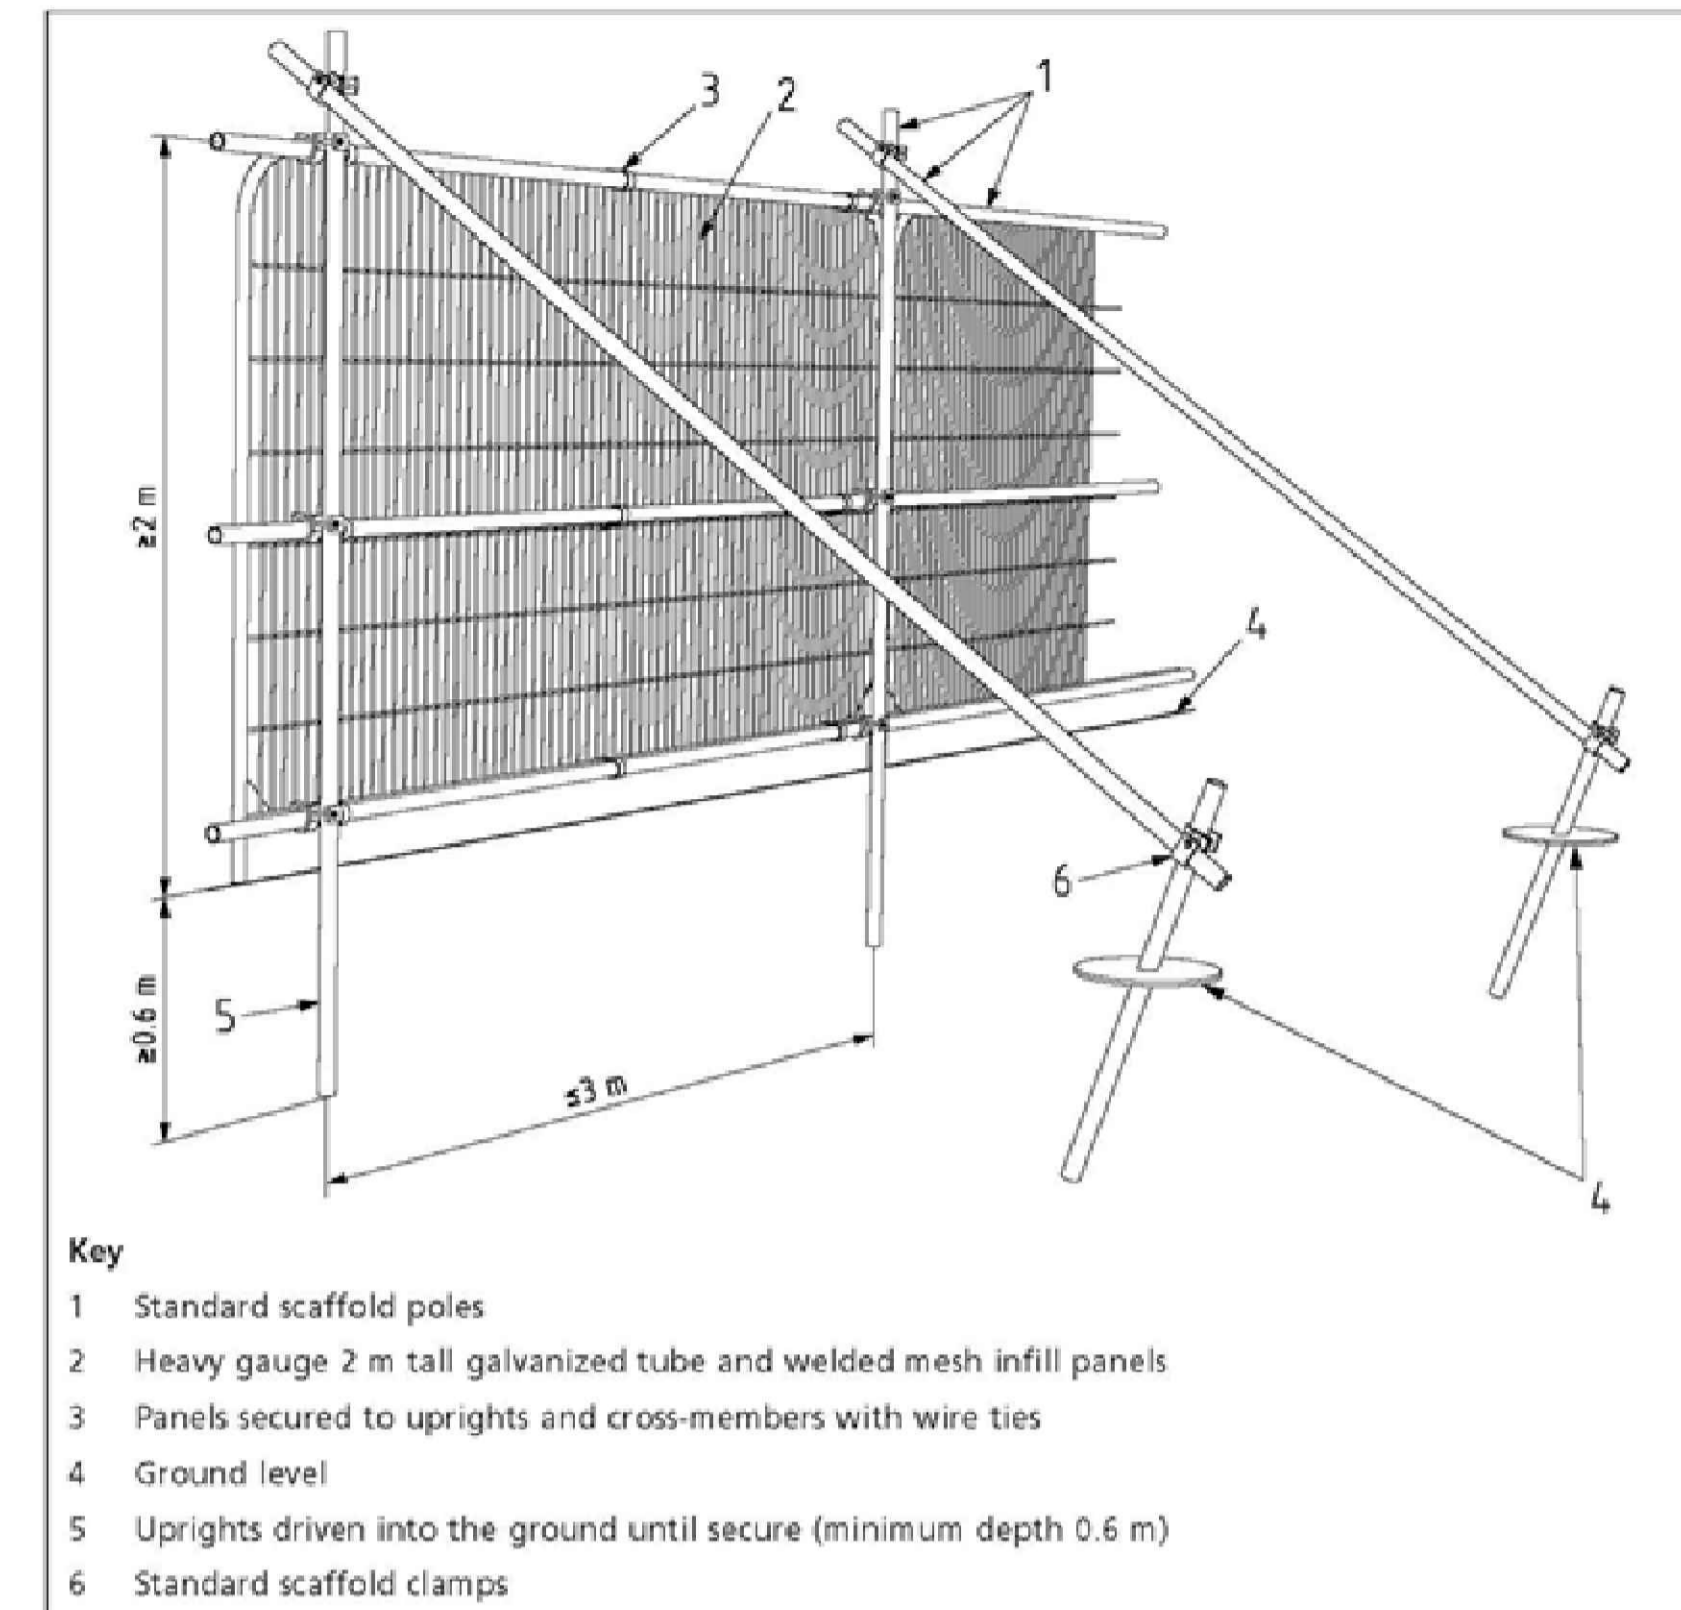 3
2
1
≥2 m
4
6
5
≥0.6 m
≤3 m
4
Key
1 Standard scaffold poles
2 Heavy gauge 2 m tall galvanized tube and welded mesh infill panels
3 Panels secured to uprights and cross-members with wire ties
4 Ground level
5 Uprights driven into the ground until secure (minimum depth 0.6 m)
6 Standard scaffold clamps